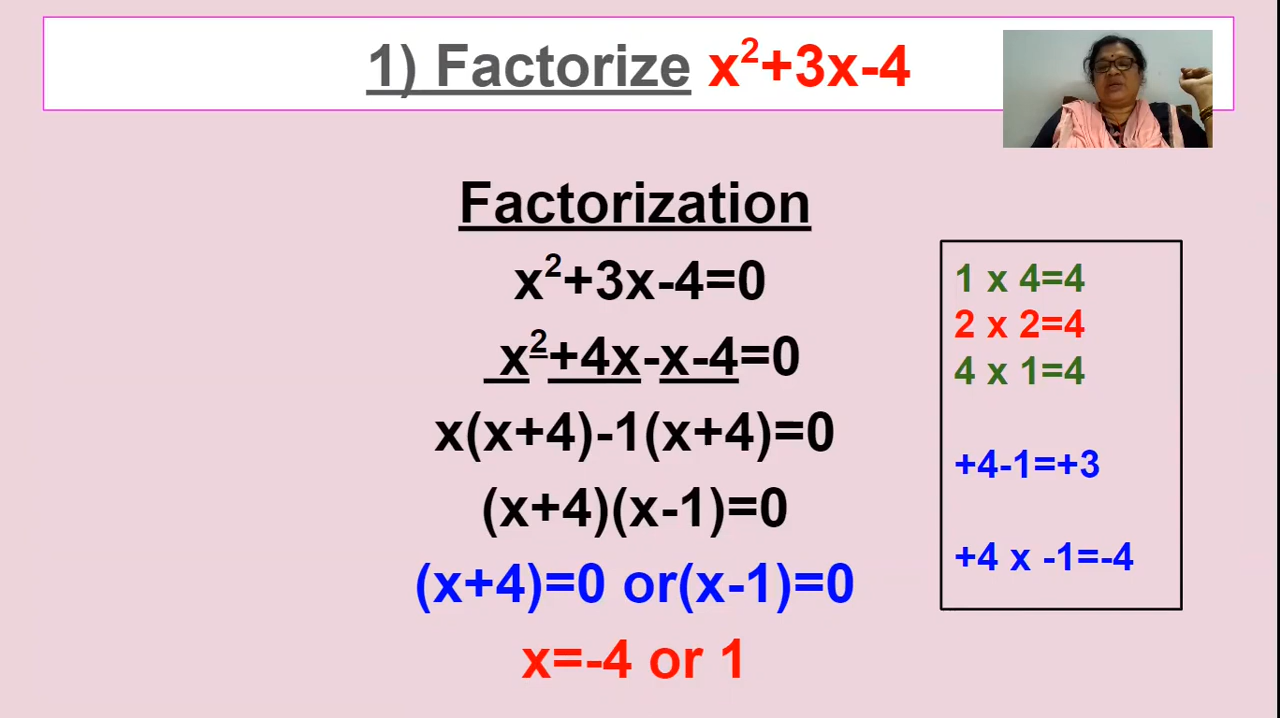 1) Factorize x²+3x-4
Factorization
x²+3x-4=0
x²+4x-x-4=0
x(x+4)-1(x+4)=0
(x+4)(x-1)=0
(x+4)=0 or(x-1)=0
x=-4 or 1
1 x 4=4
2 x 2=4
4 x 1=4
+4-1=+3
+4 x -1=-4